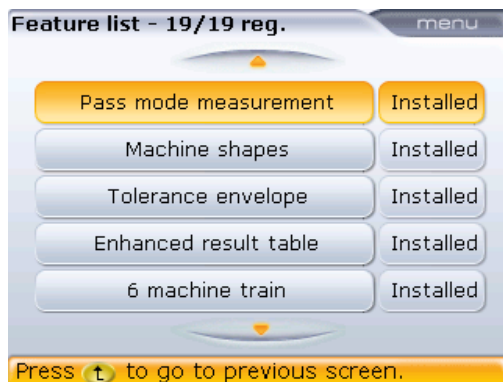 Feature list - 19/19 reg.
menu
Pass mode measurement Installed
Machine shapes Installed
Tolerance envelope Installed
Enhanced result table Installed
6 machine train Installed
Press to go to previous screen.